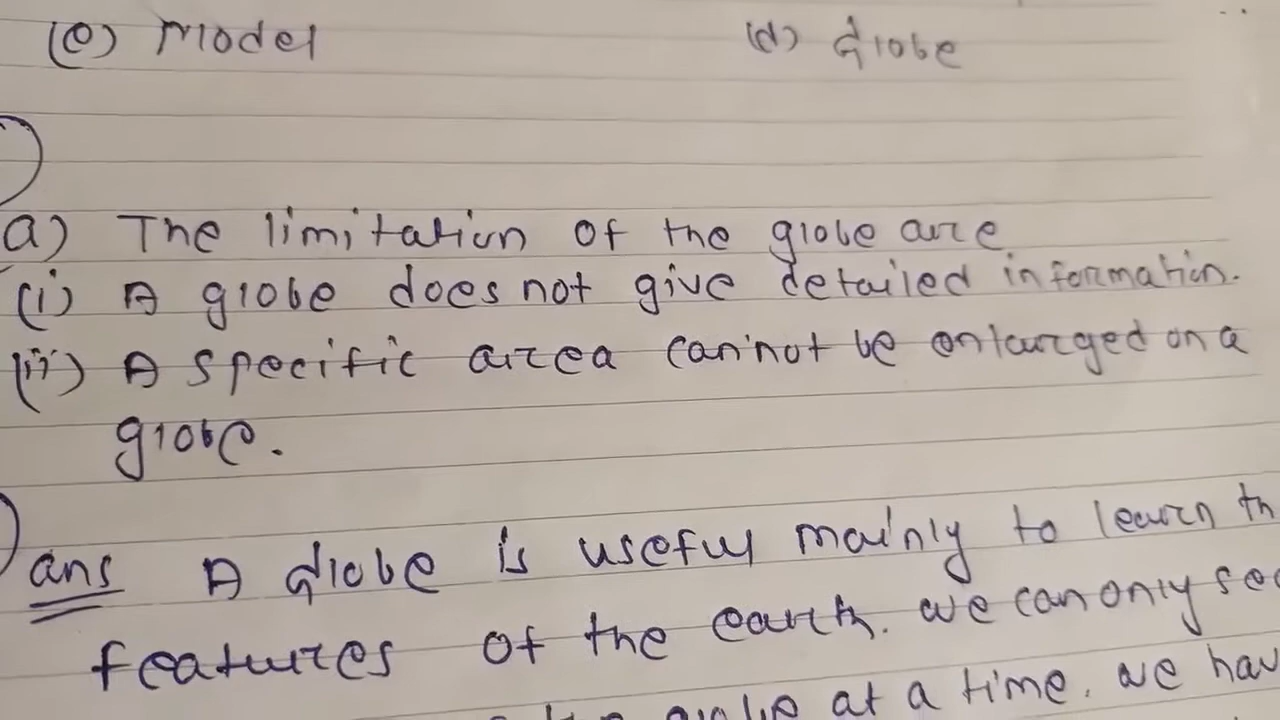 (e) Model (d) Globe
a) The limitation of the globe are
(i) A globe does not give detailed information.
(ii) A specific area cannot be enlarged on a
globe.
ans A Globe is useful mainly to learn th
features of the earth. we can only see
globe at a time. we hav